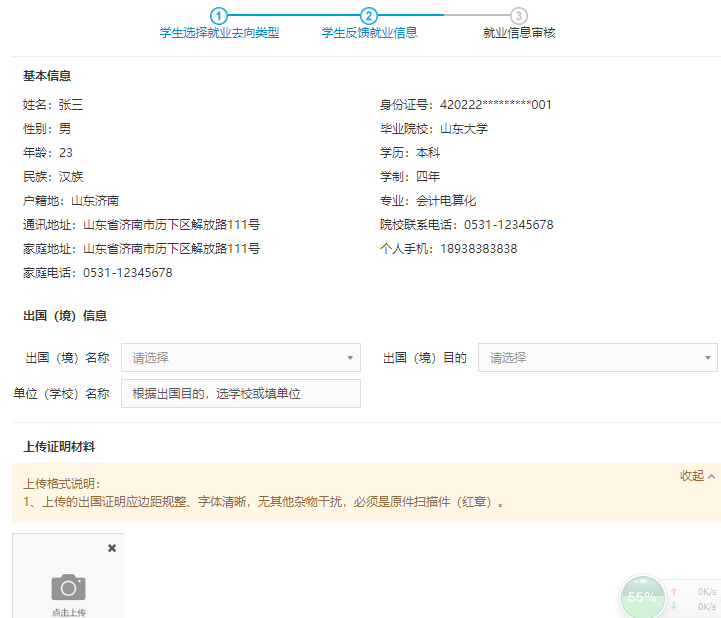 1 2 3
学生选择就业去向类型 学生反馈就业信息 就业信息审核
基本信息
姓名：张三 身份证号：420222*********001
性别：男 毕业院校：山东大学
年龄：23 学历：本科
民族：汉族 学制：四年
户籍地：山东济南 专业：会计电算化
通讯地址：山东省济南市历下区解放路111号 院校联系电话：0531-12345678
家庭地址：山东省济南市历下区解放路111号 个人手机：18938383838
家庭电话：0531-12345678
出国（境）信息
出国（境）名称 请选择 出国（境）目的 请选择
单位（学校）名称 根据出国目的，选学校或填单位
上传证明材料
收起
上传格式说明：
1、上传的出国证明应边距规整、字体清晰，无其他杂物干扰，必须是原件扫描件（红章）。
点击上传
55% 0K/s
0K/s